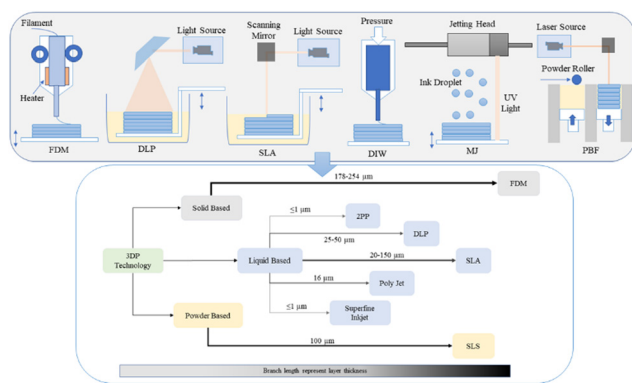 Filament
Heater
FDM
Light Source
DLP
Scanning
Mirror
Light Source
SLA
Pressure
DIW
Jetting Head
Ink Droplet
UV
Light
MJ
Laser Source
Powder Roller
PBF
178-254 µm
Solid Based
FDM
≤1 µm
2PP
25-50 µm
DLP
3DP
Technology
Liquid Based
20-150 µm
SLA
16 µm
Poly Jet
≤1 µm
Superfine
Inkjet
Powder Based
100 µm
SLS
Branch length represent layer thickness